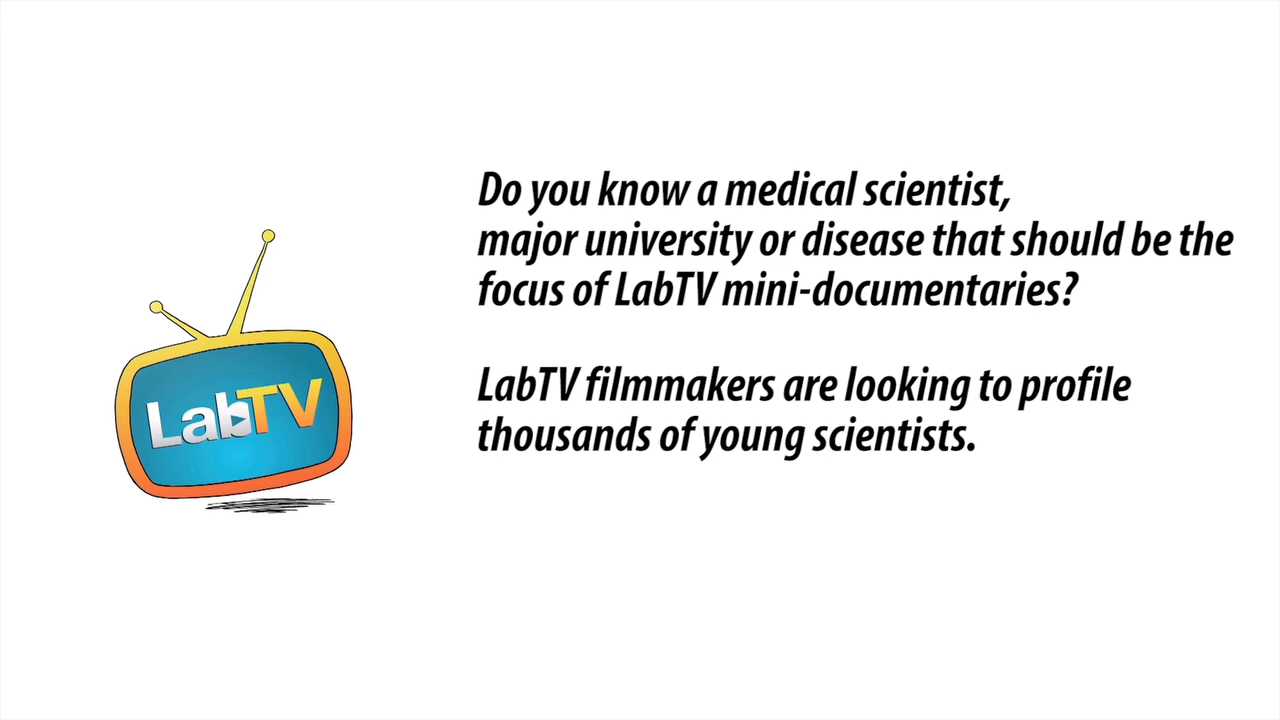 Do you know a medical scientist,
major university or disease that should be the
focus of LabTV mini-documentaries?
LabTV filmmakers are looking to profile
thousands of young scientists.
LabTV